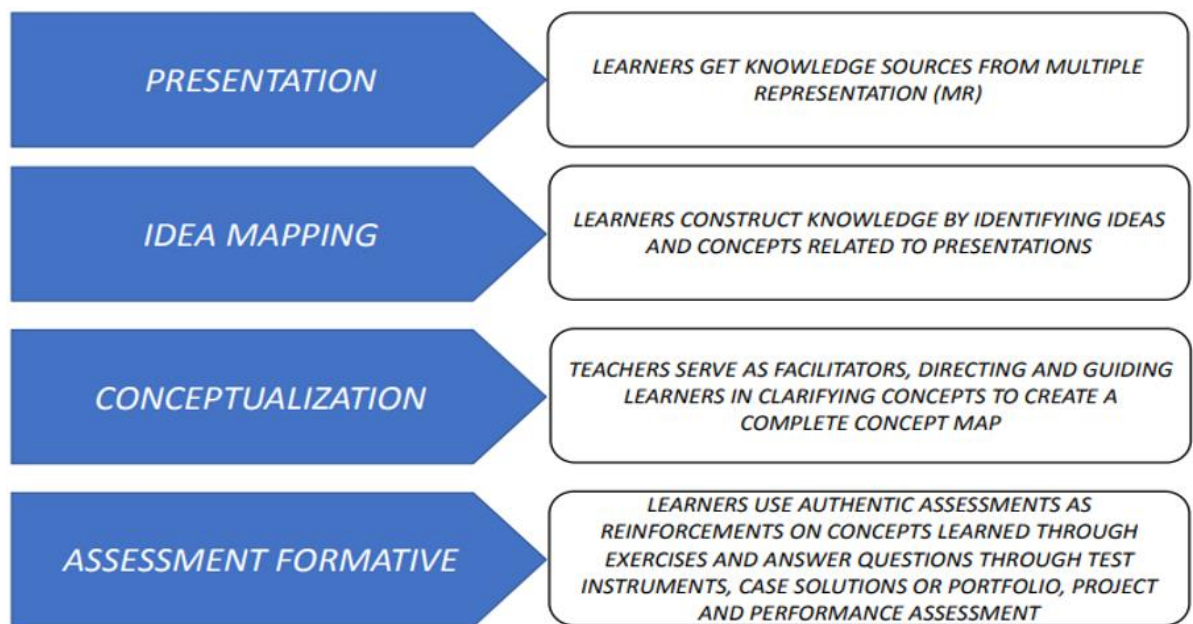 PRESENTATION
LEARNERS GET KNOWLEDGE SOURCES FROM MULTIPLE
REPRESENTATION (MR)
IDEA MAPPING
LEARNERS CONSTRUCT KNOWLEDGE BY IDENTIFYING IDEAS
AND CONCEPTS RELATED TO PRESENTATIONS
CONCEPTUALIZATION
TEACHERS SERVE AS FACILITATORS, DIRECTING AND GUIDING
LEARNERS IN CLARIFYING CONCEPTS TO CREATE A
COMPLETE CONCEPT MAP
ASSESSMENT FORMATIVE
LEARNERS USE AUTHENTIC ASSESSMENTS AS
REINFORCEMENTS ON CONCEPTS LEARNED THROUGH
EXERCISES AND ANSWER QUESTIONS THROUGH TEST
INSTRUMENTS, CASE SOLUTIONS OR PORTFOLIO, PROJECT
AND PERFORMANCE ASSESSMENT